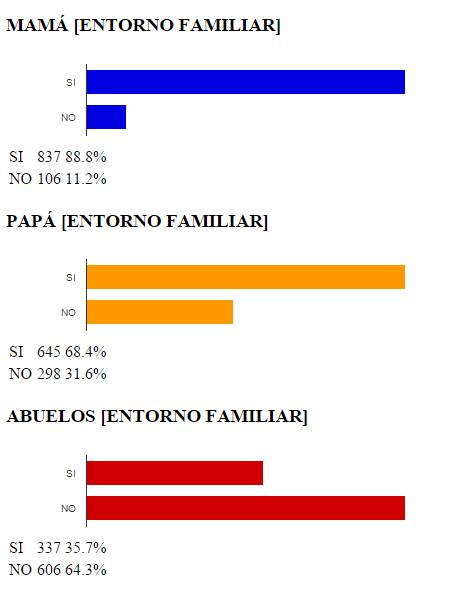 MAMÁ [ENTORNO FAMILIAR]
SI
NO
SI 837 88.8%
NO 106 11.2%
PAPÁ [ENTORNO FAMILIAR]
SI
NO
SI 645 68.4%
NO 298 31.6%
ABUELOS [ENTORNO FAMILIAR]
SI
NO
SI 337 35.7%
NO 606 64.3%